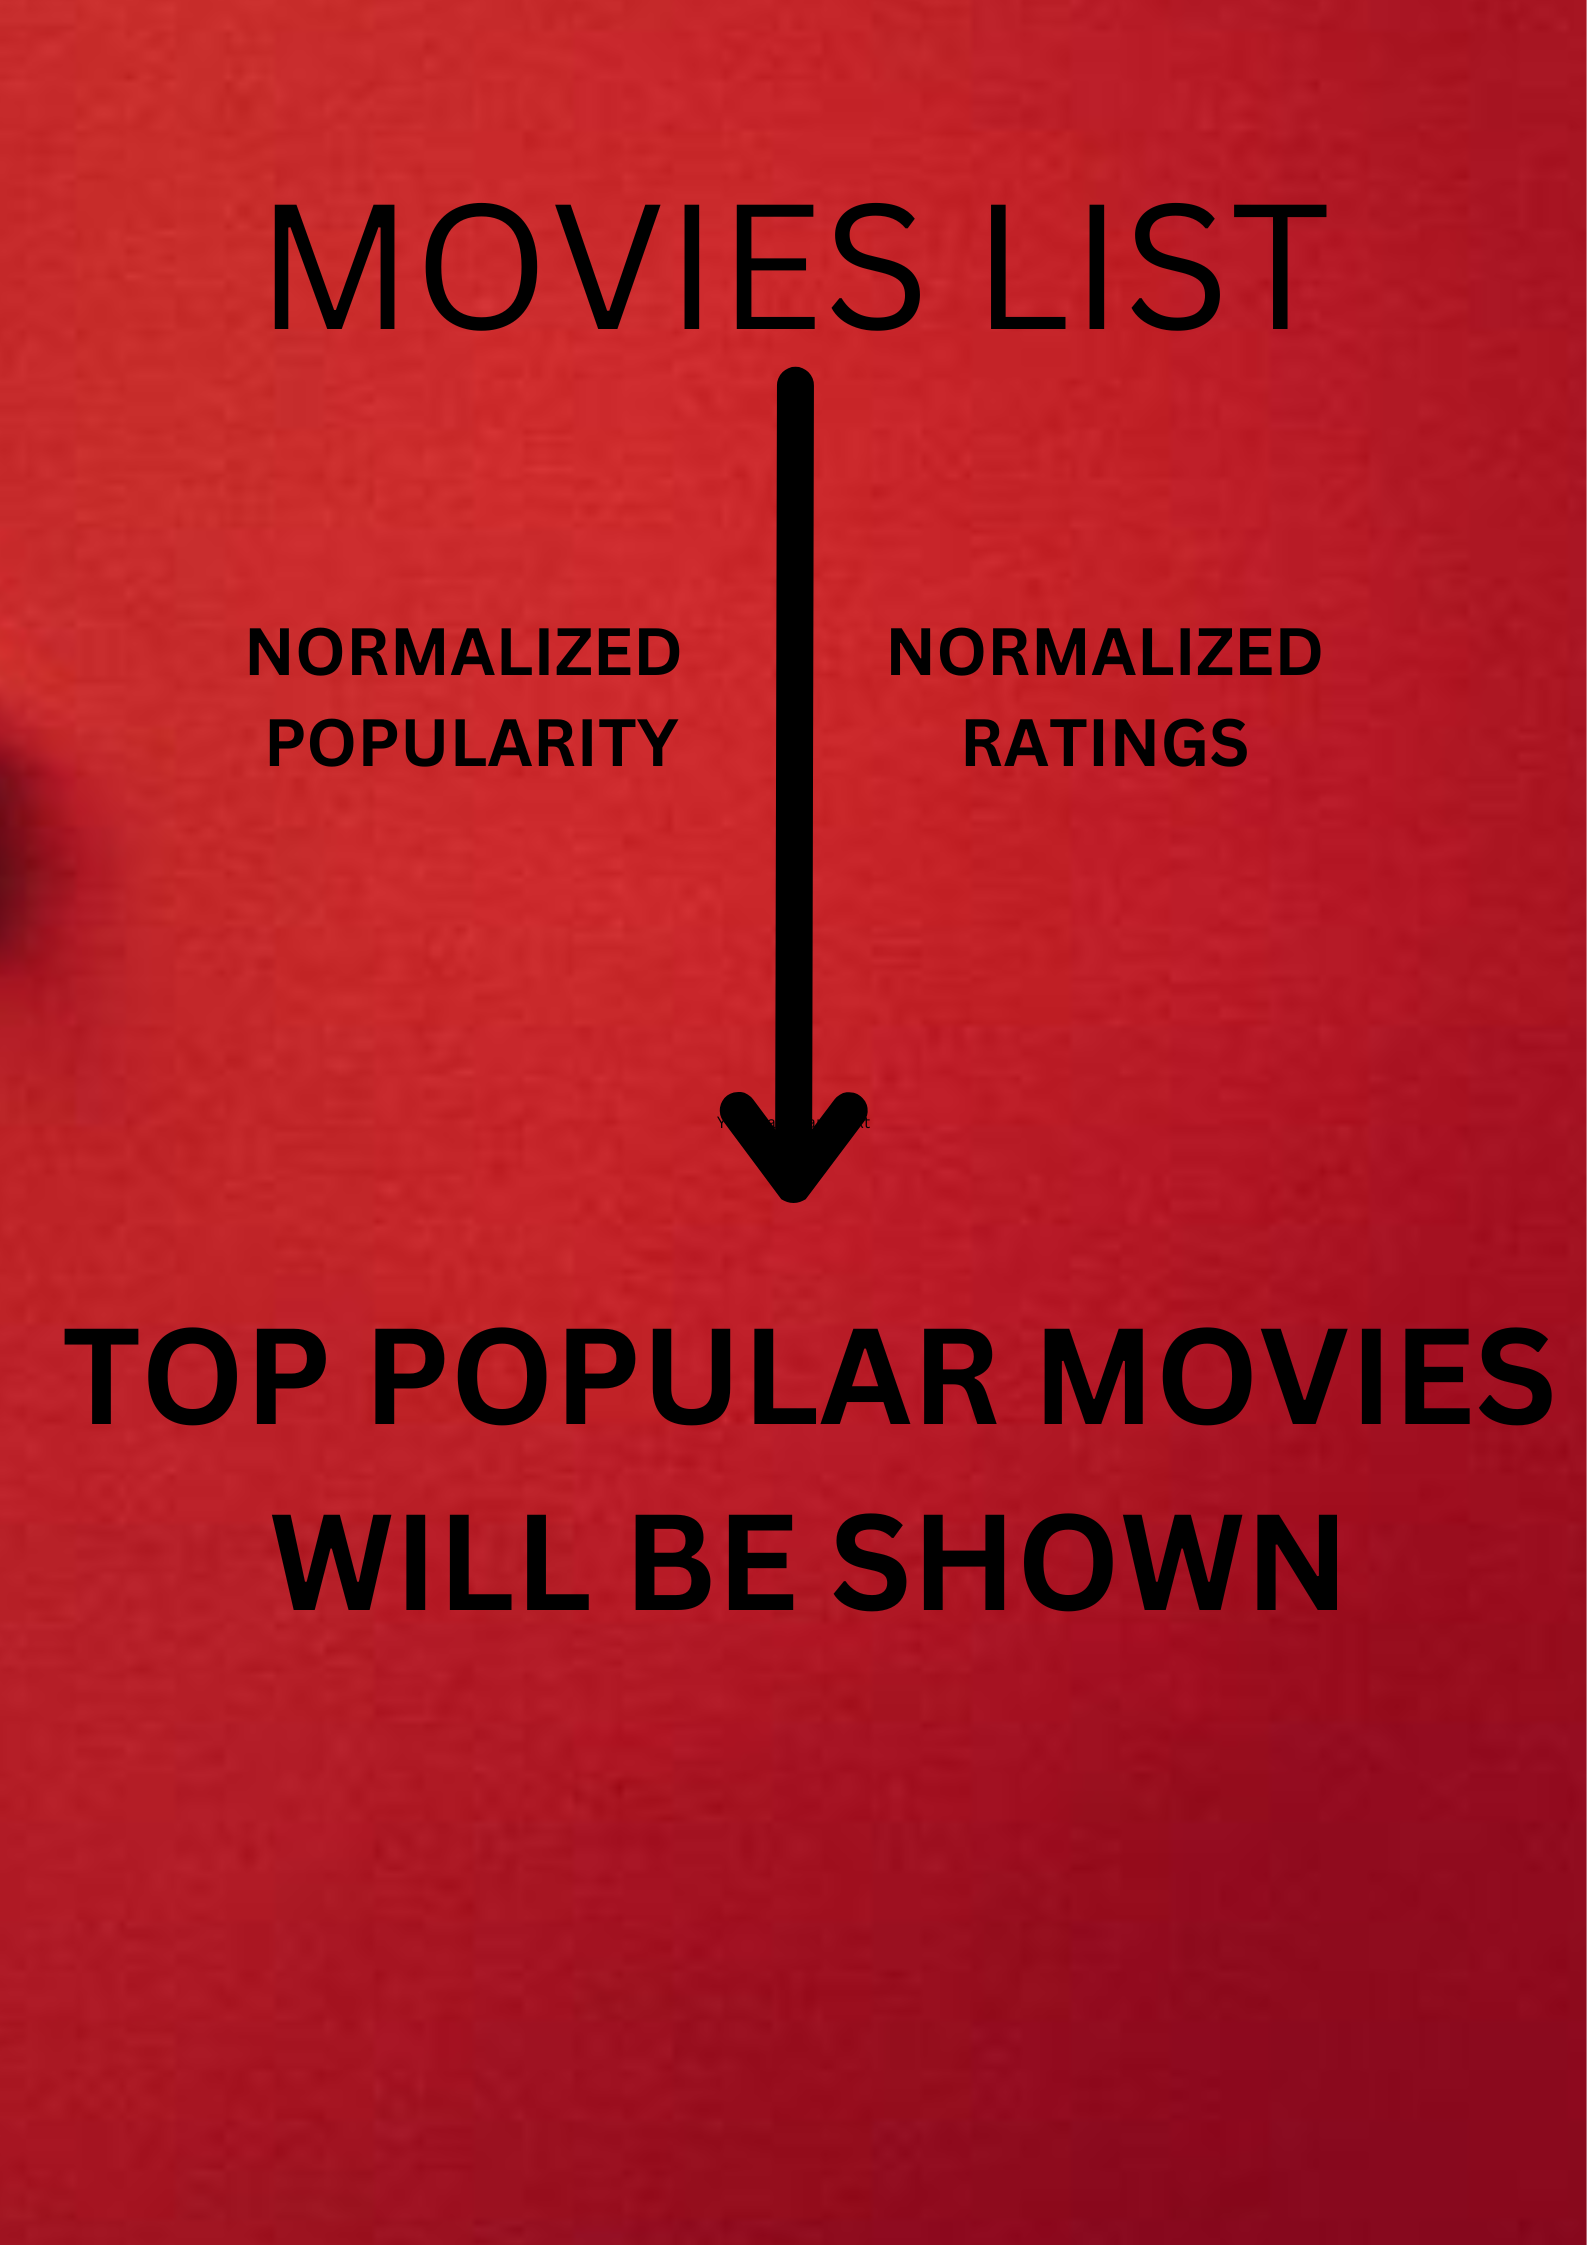 MOVIES LIST
NORMALIZED
POPULARITY
NORMALIZED
RATINGS
TOP POPULAR MOVIES
WILL BE SHOWN